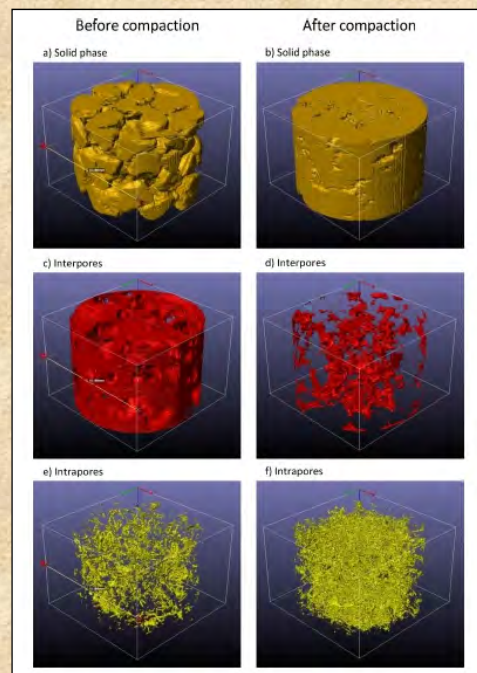 Before compaction
After compaction
a) Solid phase
b) Solid phase
c) Interpores
d) Interpores
e) Intrapores
f) Intrapores